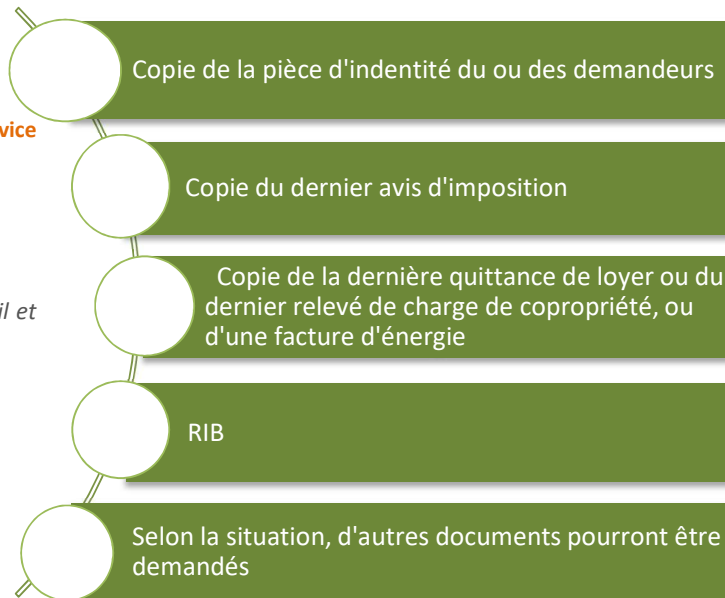 Copie de la pièce d'indentité du ou des demandeurs
vice
Copie du dernier avis d'imposition
Copie de la dernière quittance de loyer ou du
dernier relevé de charge de copropriété, ou
d'une facture d'énergie
il et
RIB
Selon la situation, d'autres documents pourront être
demandés